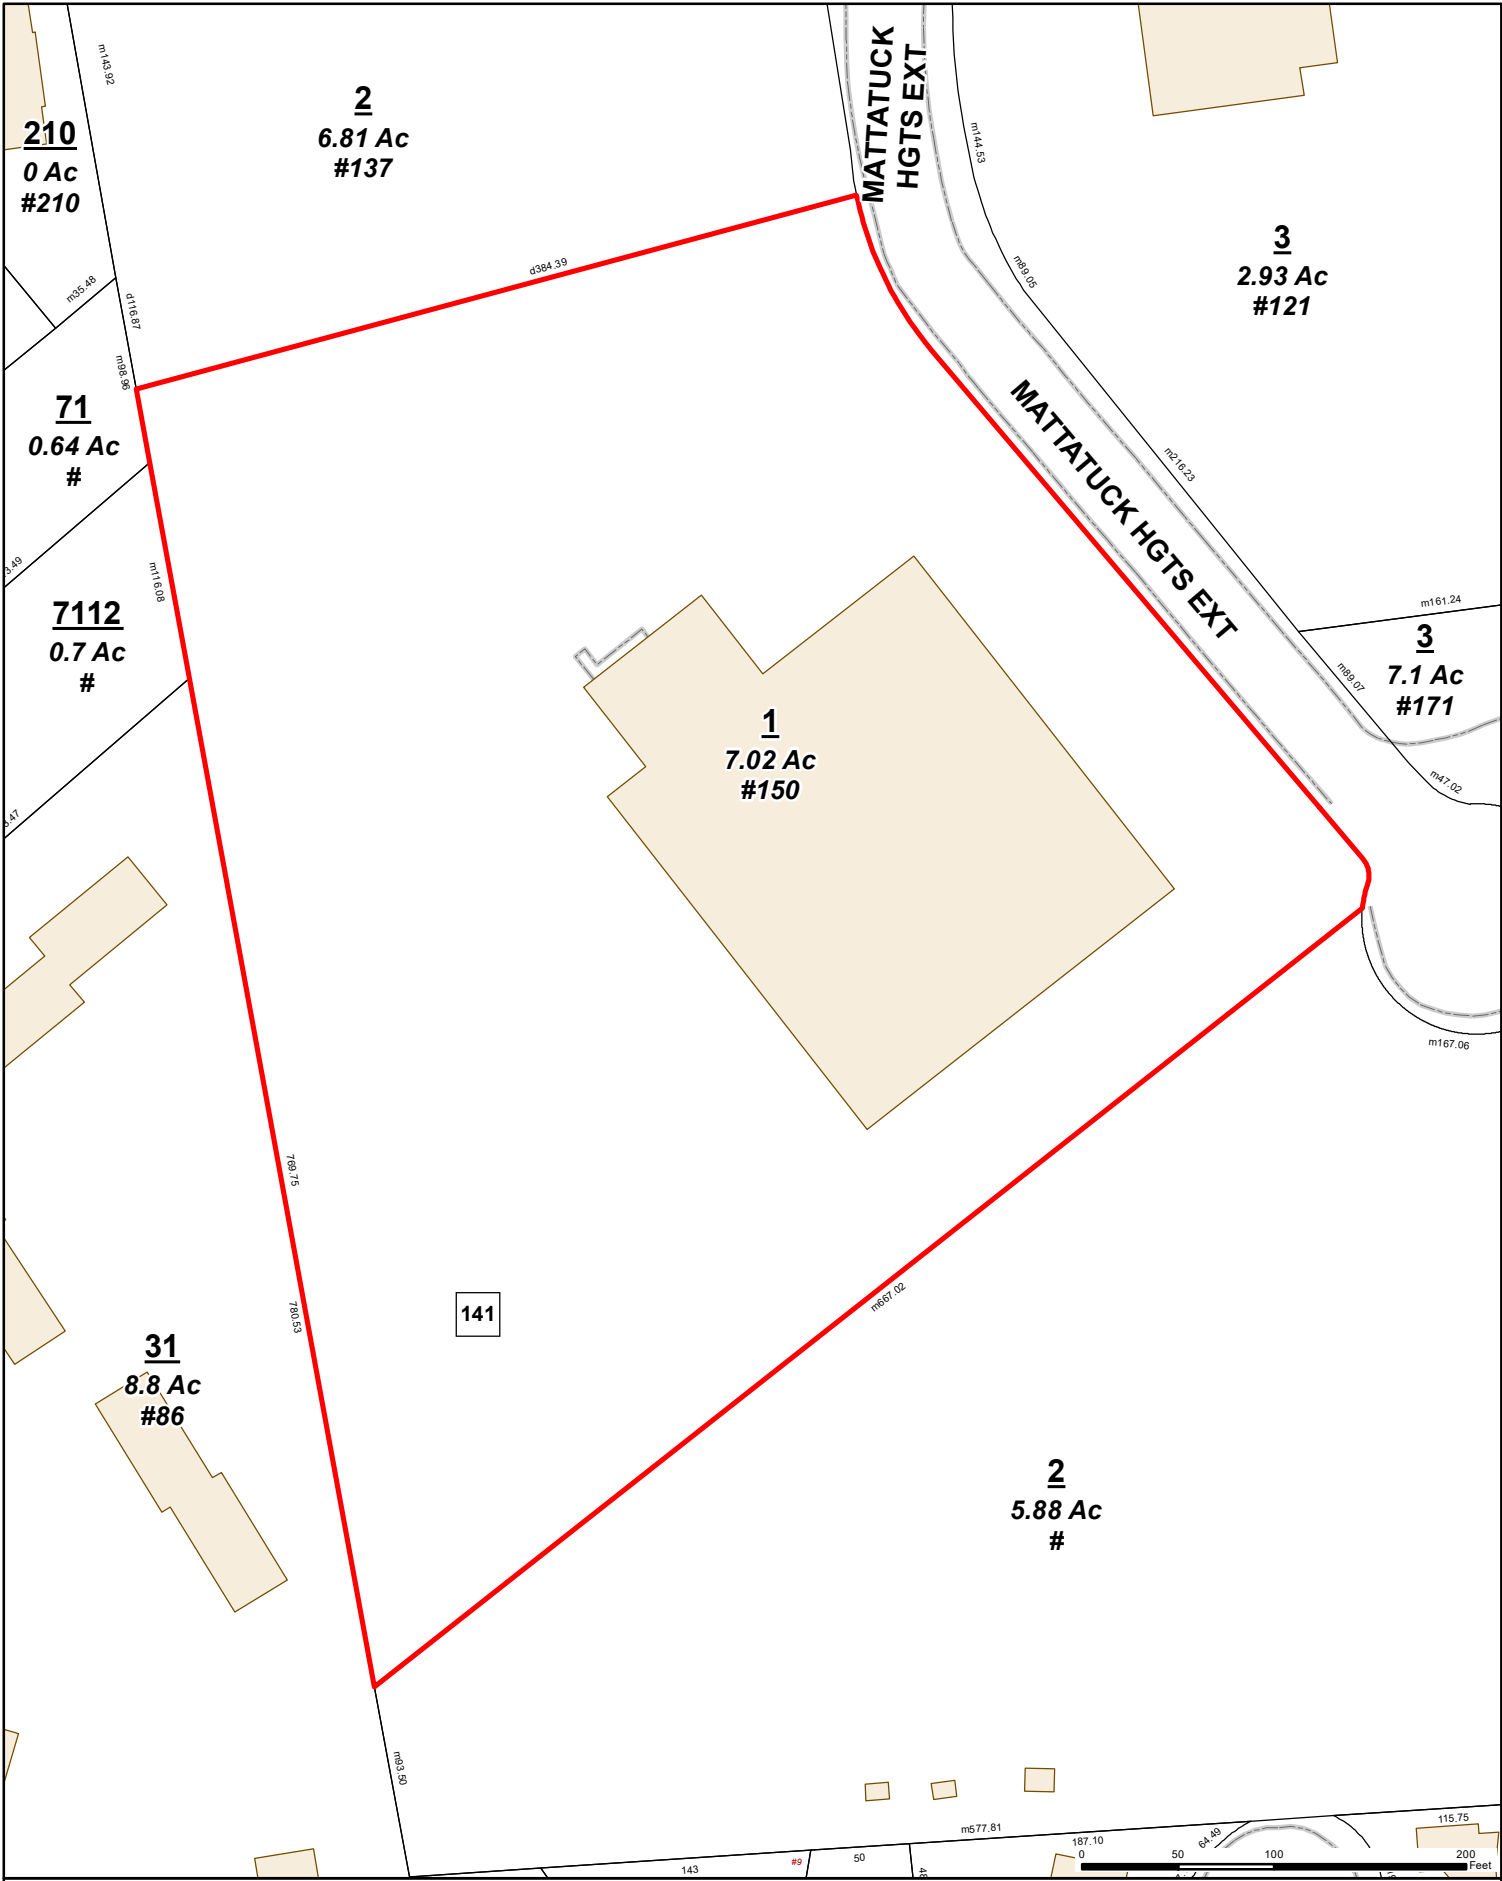 m143.92
2
6.81 Ac
#137
MATTATUCK
HGTS EXT
m144.53
210
0 Ac
#210
3
2.93 Ac
#121
m89.05
d384.39
m35.48
d116.87
m98.96
71
0.64 Ac
#
MATTATUCK HGTS EXT
m216.23
3.49
m116.08
7112
0.7 Ac
#
m161.24
3
7.1 Ac
#171
m89.07
1
7.02 Ac
#150
m47.02
m167.06
769.75
780.53
m667.02
141
31
8.8 Ac
#86
2
5.88 Ac
#
m93.50
m577.81
115.75
187.10
64.49
143
#9
50
0 50 100 200
Feet